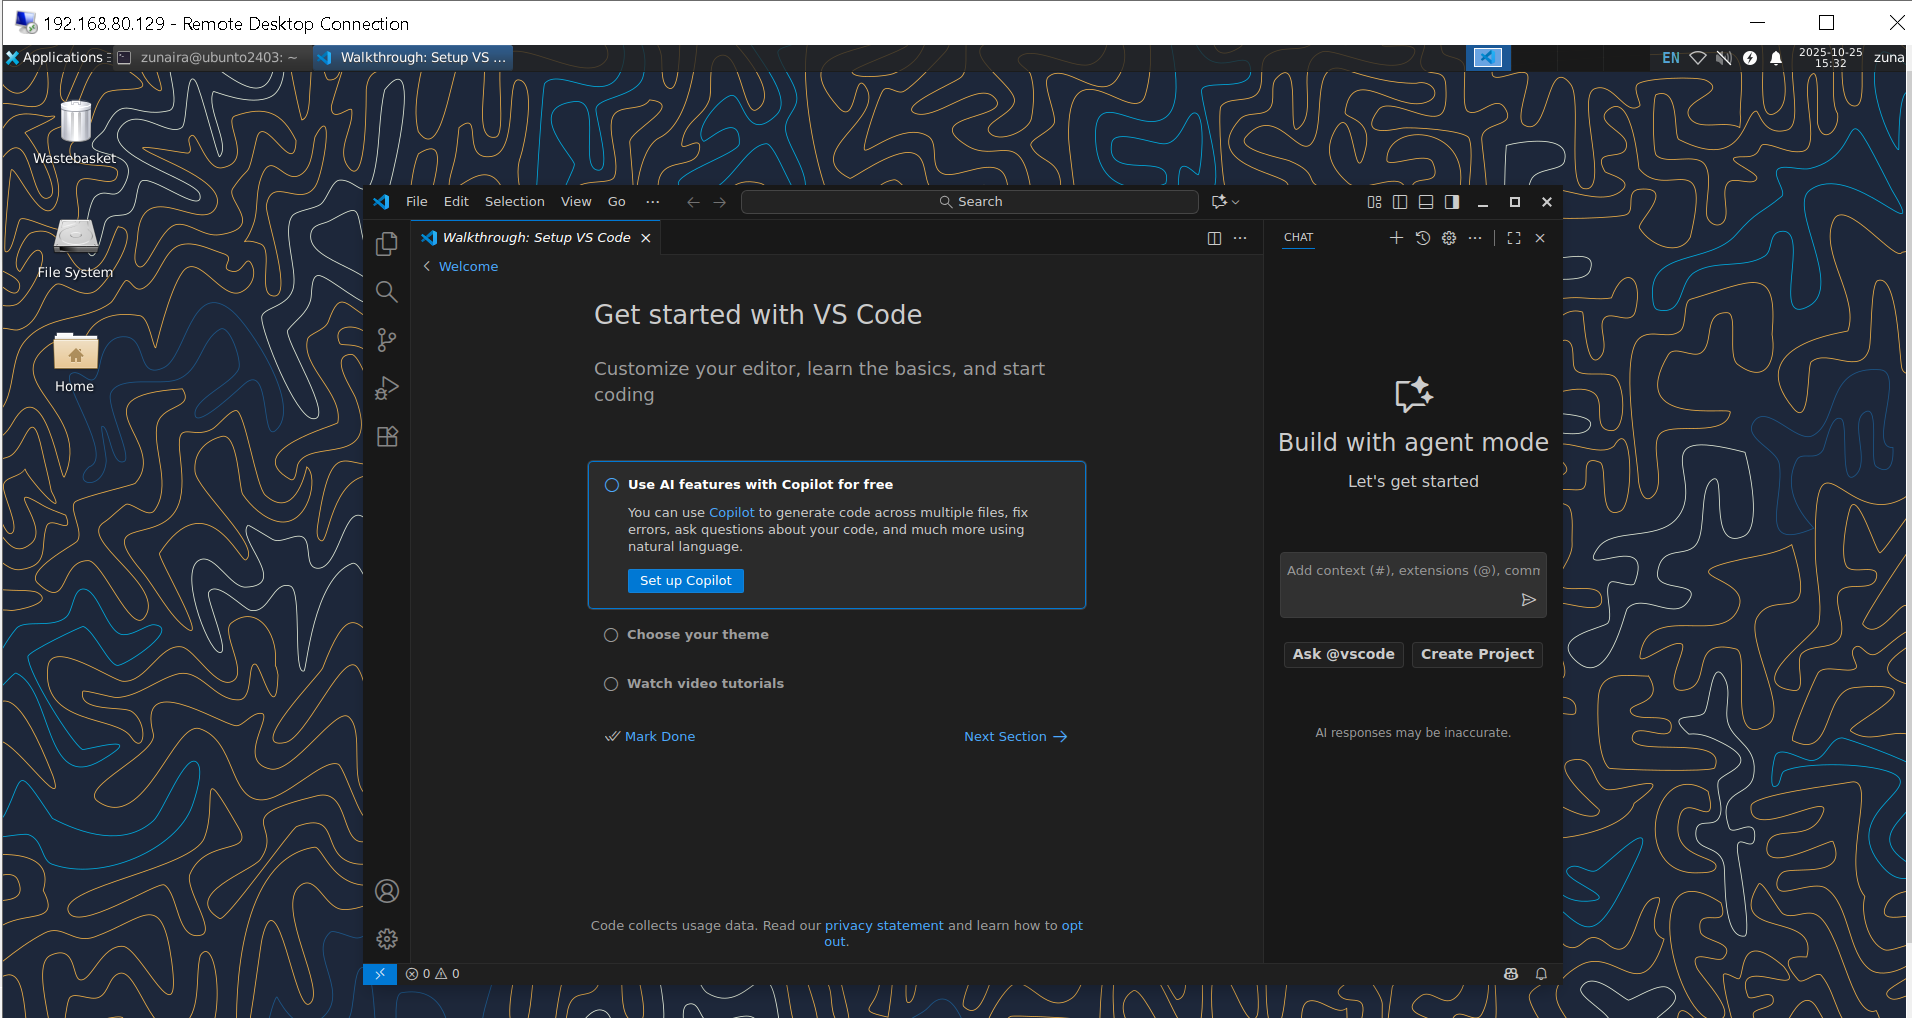 192.168.80.129 - Remote Desktop Connection
Applications
zunaira@ubunto2403: ~
Walkthrough: Setup VS ...
EN
2025-10-25
15:32
zuna
Wastebasket
File System
Home
File Edit Selection View Go ...
Search
Walkthrough: Setup VS Code
CHAT
Welcome
Get started with VS Code
Customize your editor, learn the basics, and start
coding
Use AI features with Copilot for free
You can use Copilot to generate code across multiple files, fix
errors, ask questions about your code, and much more using
natural language.
Set up Copilot
Choose your theme
Watch video tutorials
Mark Done
Next Section
Code collects usage data. Read our privacy statement and learn how to opt
out.
Build with agent mode
Let's get started
Add context (#), extensions (@), comm
Ask @vscode
Create Project
AI responses may be inaccurate.
0 0